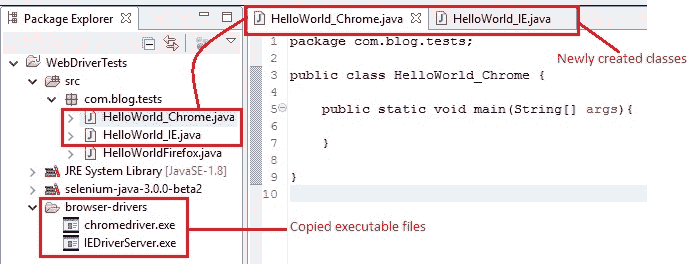 Package Explorer
WebDriverTests
src
com.blog.tests
HelloWorld_Chrome.java
HelloWorld_IE.java
HelloWorldFirefox.java
JRE System Library [JavaSE-1.8]
selenium-java-3.0.0-beta2
browser-drivers
chromedriver.exe
IEDriverServer.exe
HelloWorld_Chrome.java
HelloWorld_IE.java
Newly created classes
1 package com.blog.tests;
2
3 public class HelloWorld_Chrome {
4
5 public static void main(String[] args){
6
7 }
8
9 }
10
Copied executable files